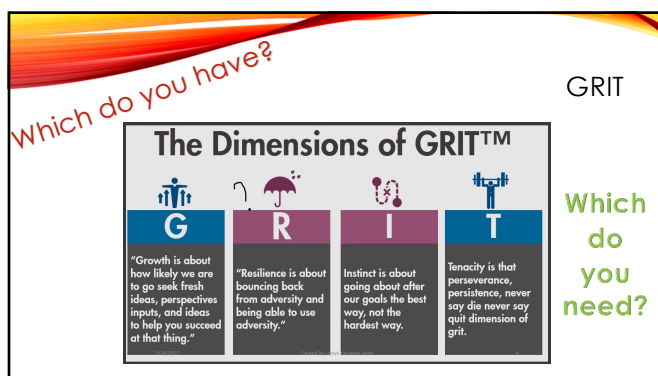 Which do you have?
GRIT
The Dimensions of GRIT™
G
"Growth is about
how likely we are
to go seek fresh
ideas, perspectives
inputs, and ideas
to help you succeed
at that thing."
R
"Resilience is about
bouncing back
from adversity and
being able to use
adversity."
I
Instinct is about
going about after
our goals the best
way, not the
hardest way.
T
Tenacity is that
perseverance,
persistence, never
say die never say
quit dimension of
grit.
Which
do
you
need?